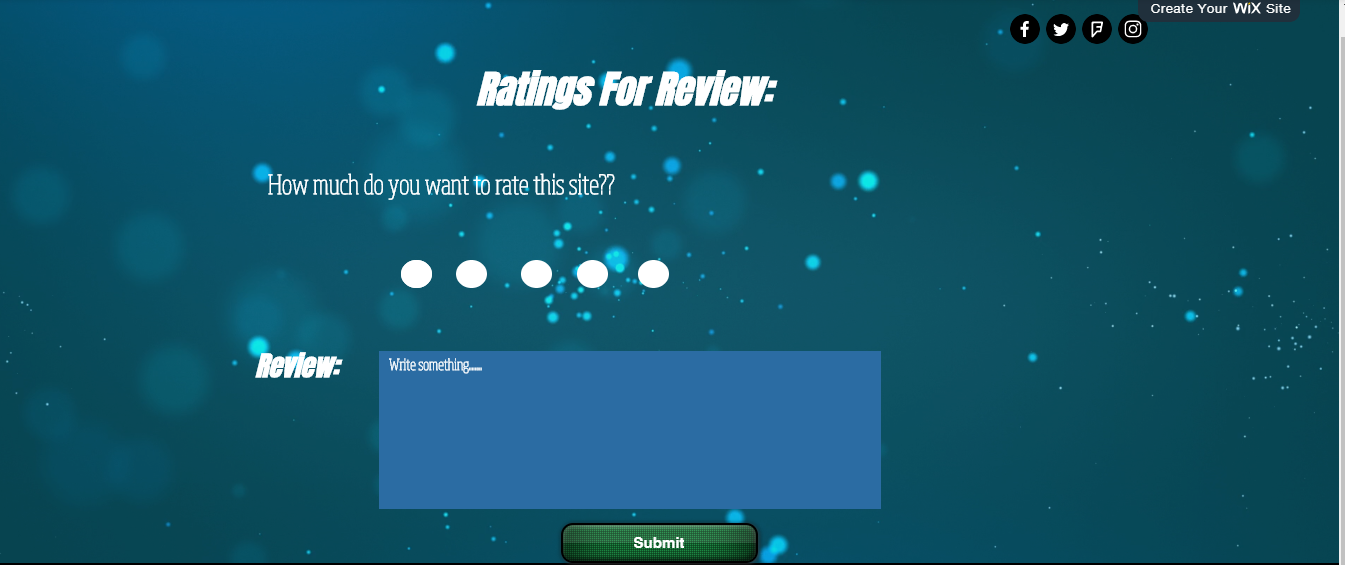 Create Your WiX Site
Ratings For Review:
How much do you want to rate this site??
Review:
Write something......
Submit